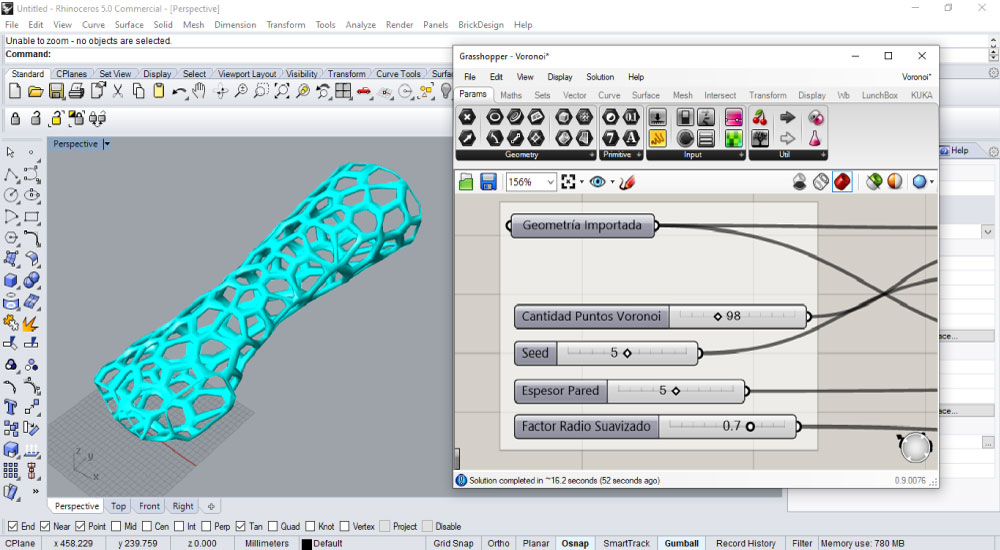 Untitled - Rhinoceros 5.0 Commercial - [Perspective]
File Edit View Curve Surface Solid Mesh Dimension Transform Tools Analyze Render Panels BrickDesign Help
Unable to zoom - no objects are selected.
Command:
Standard CPlanes Set View Display Select Viewport Layout Visibility Transform Curve Tools Surfa
Perspective
Grasshopper - Voronoi*
File Edit View Display Solution Help Voronoi*
Params Maths Sets Vector Curve Surface Mesh Intersect Transform Display Wb LunchBox KUKA
Geometry Primitive Input Util
156%
Help
Geometría Importada
Cantidad Puntos Voronoi 98
Seed 5
ace...
Espesor Pared 5
ace...
Factor Radio Suavizado 0.7
Solution completed in ~16.2 seconds (52 seconds ago) 0.9.0076
z y x
Perspective Top Front Right
End Near Point Mid Cen Int Perp Tan Quad Knot Vertex Project Disable
CPlane x 458.229 y 239.759 z 0.000 Millimeters Default Grid Snap Ortho Planar Osnap SmartTrack Gumball Record History Filter Memory use: 780 MB